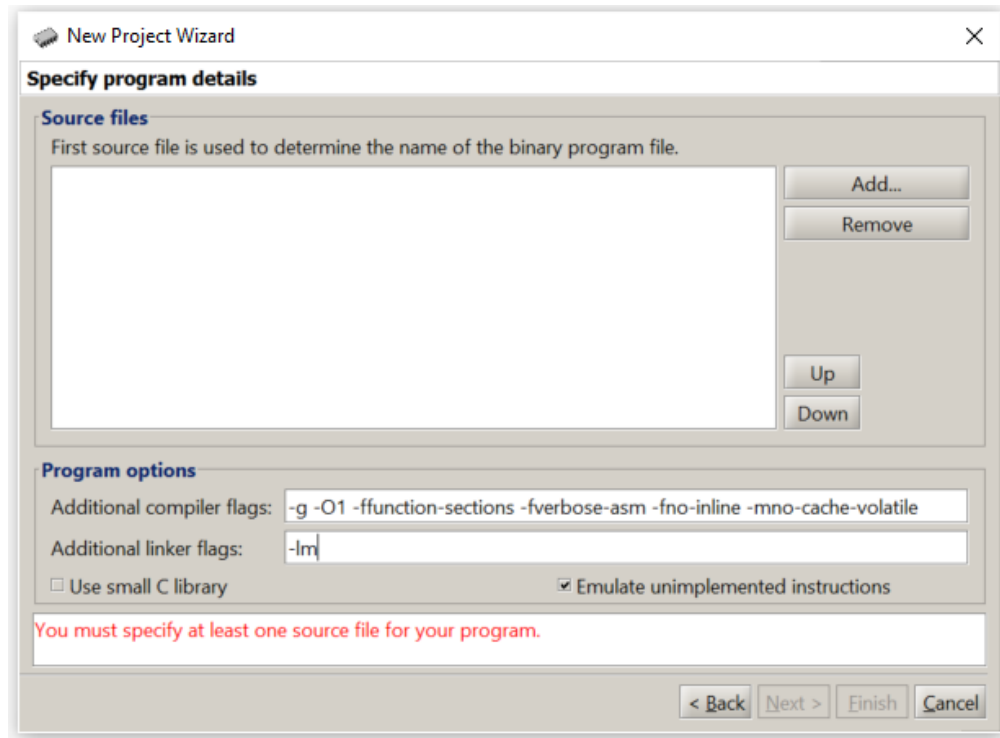 New Project Wizard
Specify program details
Source files
First source file is used to determine the name of the binary program file.
Add...
Remove
Up
Down
Program options
Additional compiler flags: -g -O1 -ffunction-sections -fverbose-asm -fno-inline -mno-cache-volatile
Additional linker flags: -lm
Use small C library Emulate unimplemented instructions
You must specify at least one source file for your program.
< Back Next > Finish Cancel